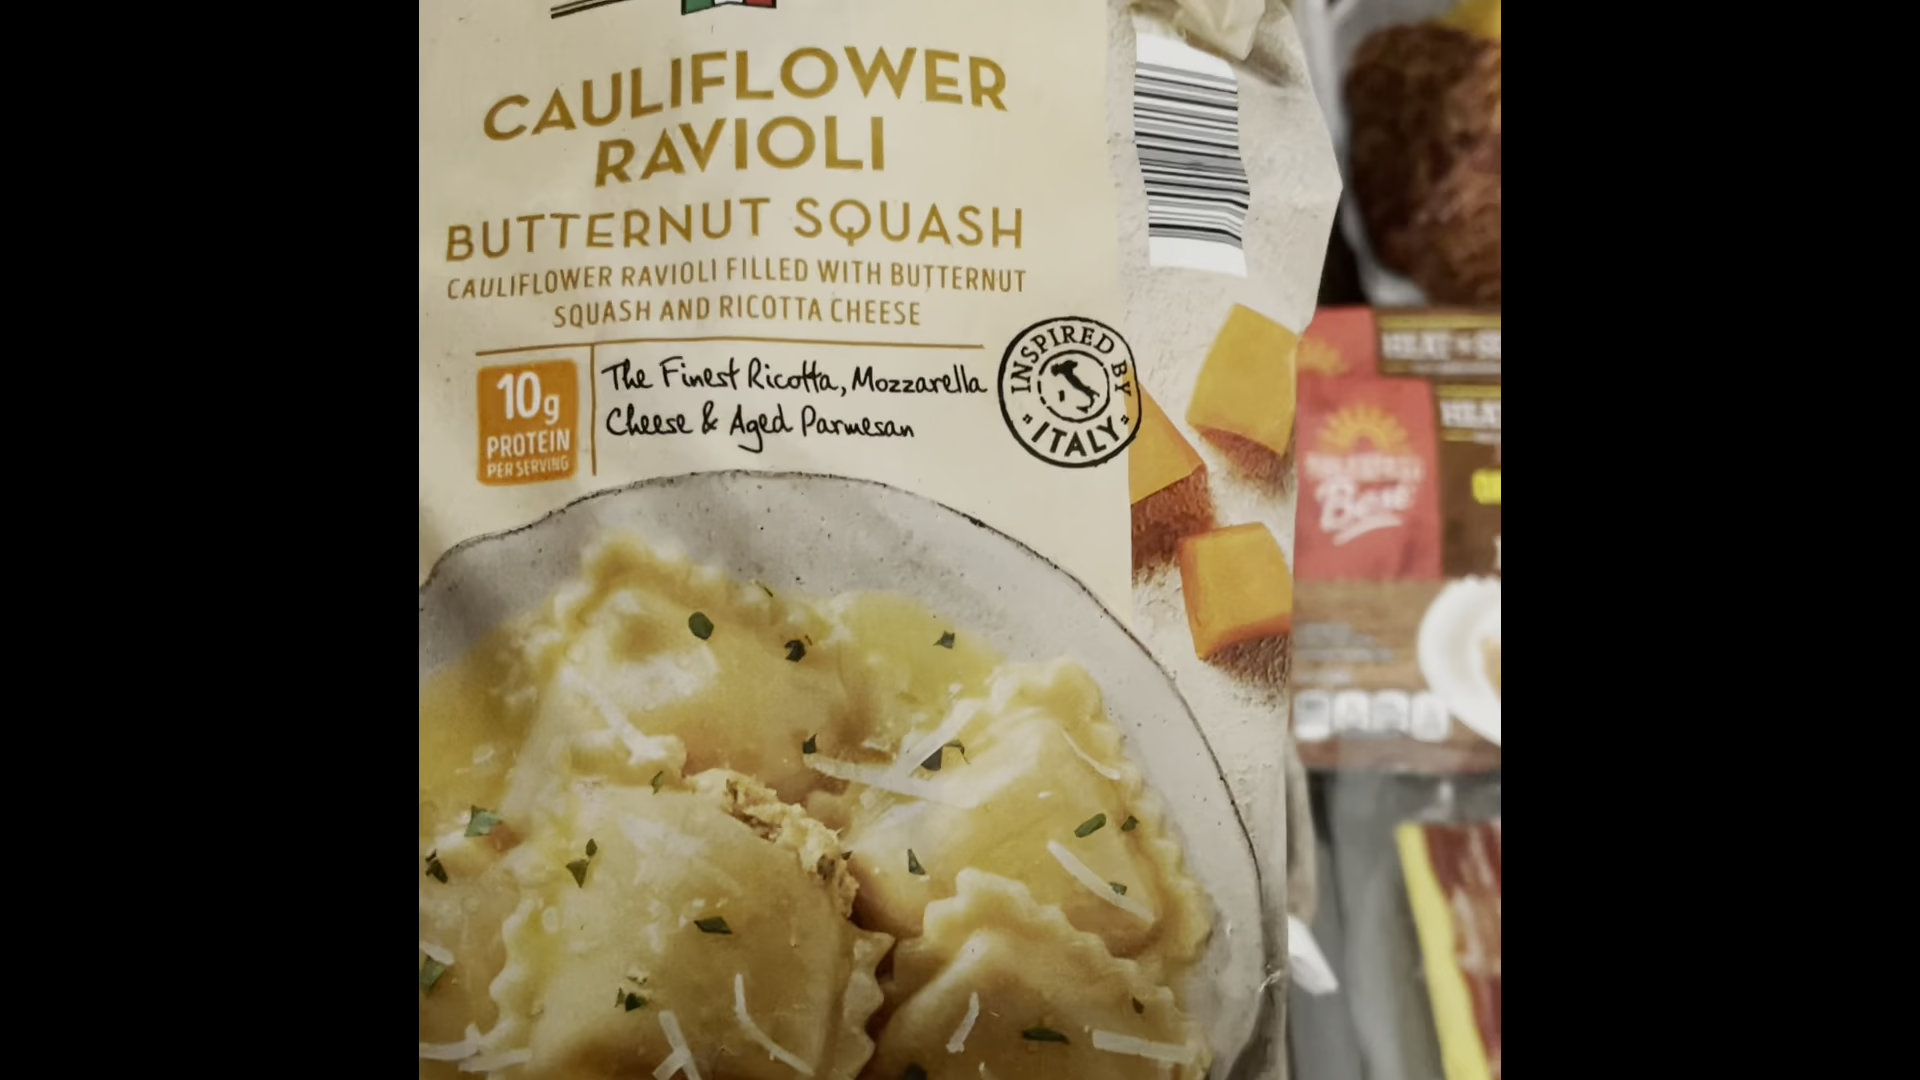 CAULIFLOWER
RAVIOLI
BUTTERNUT SQUASH
CAULIFLOWER RAVIOLI FILLED WITH BUTTERNUT
SQUASH AND RICOTTA CHEESE
10g
PROTEIN
PER SERVING
The Finest Ricotta, Mozzarella
Cheese & Aged Parmesan
INSPIRED BY
ITALY
Best